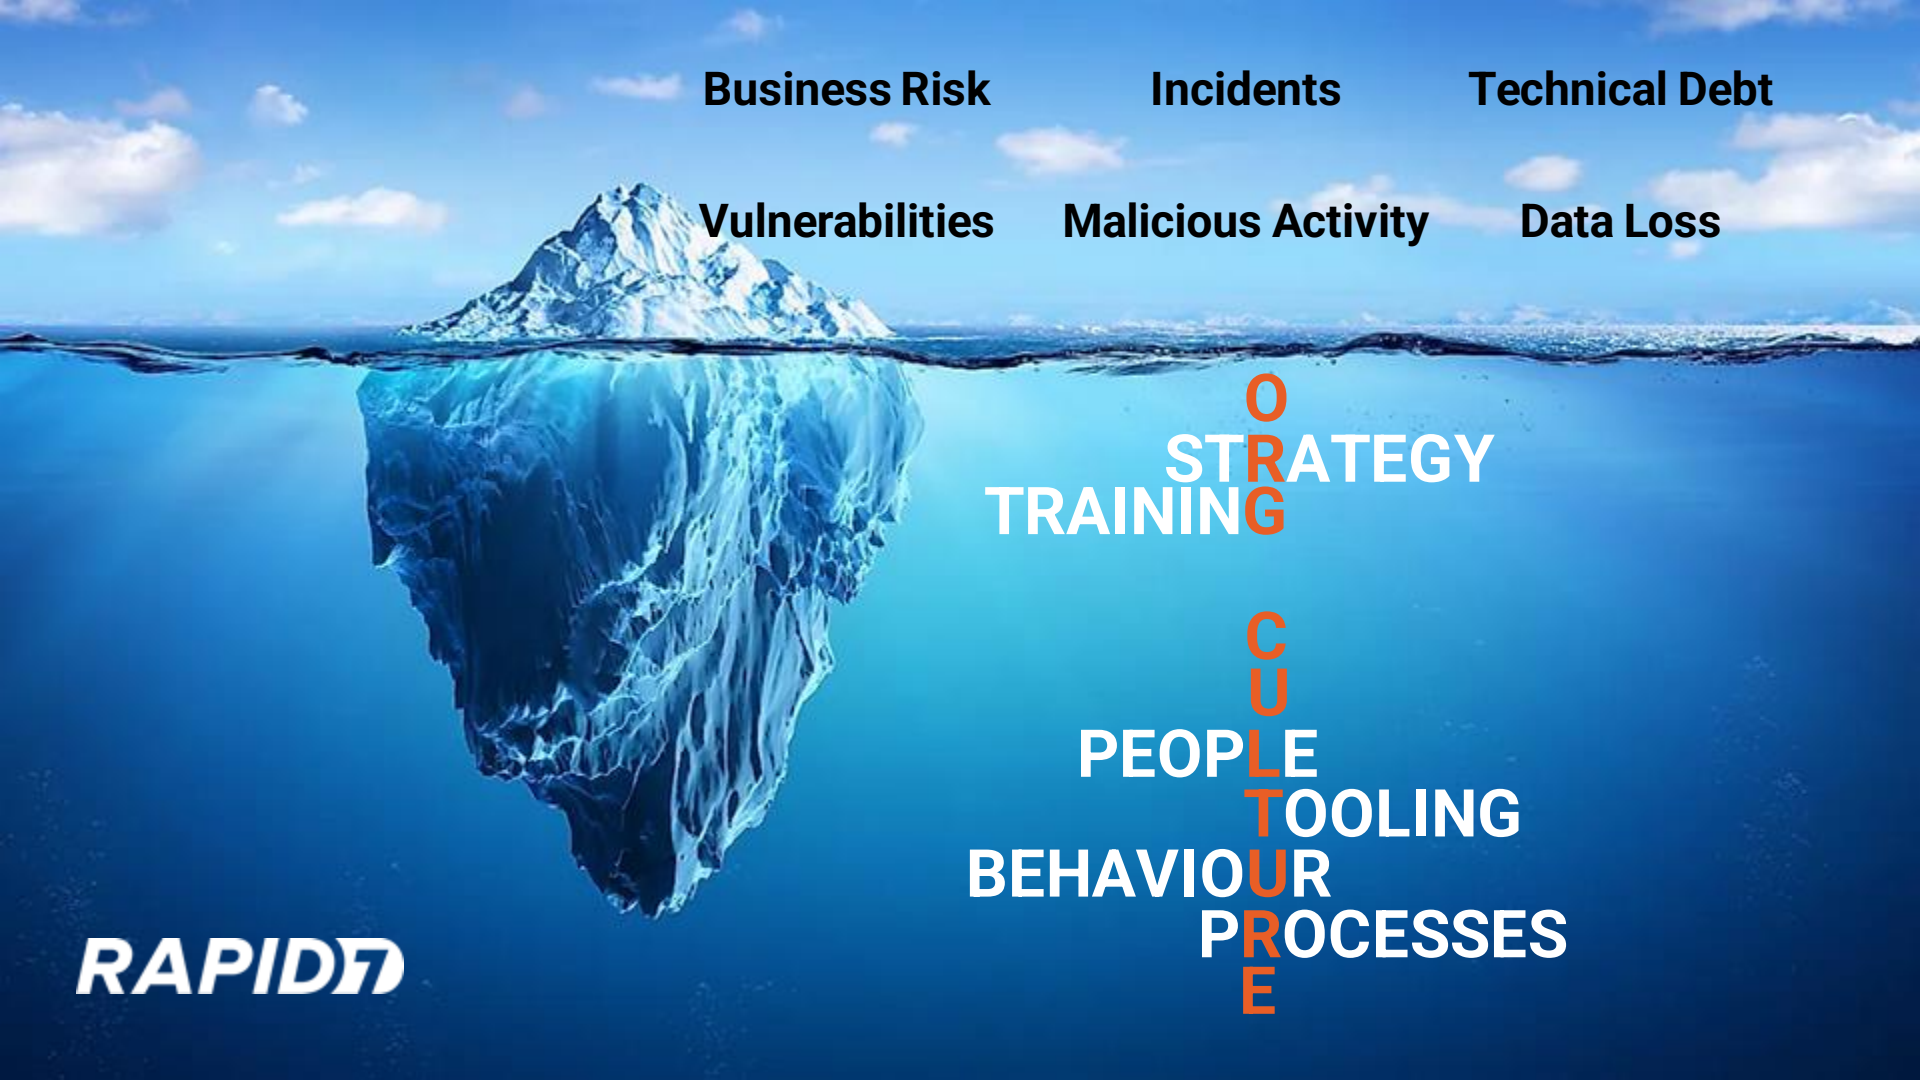 Business Risk Incidents Technical Debt
Vulnerabilities Malicious Activity Data Loss
O
STRATEGY
TRAINING
C
U
PEOPLE
TOOLING
BEHAVIOUR
PROCESSES
E
RAPID7